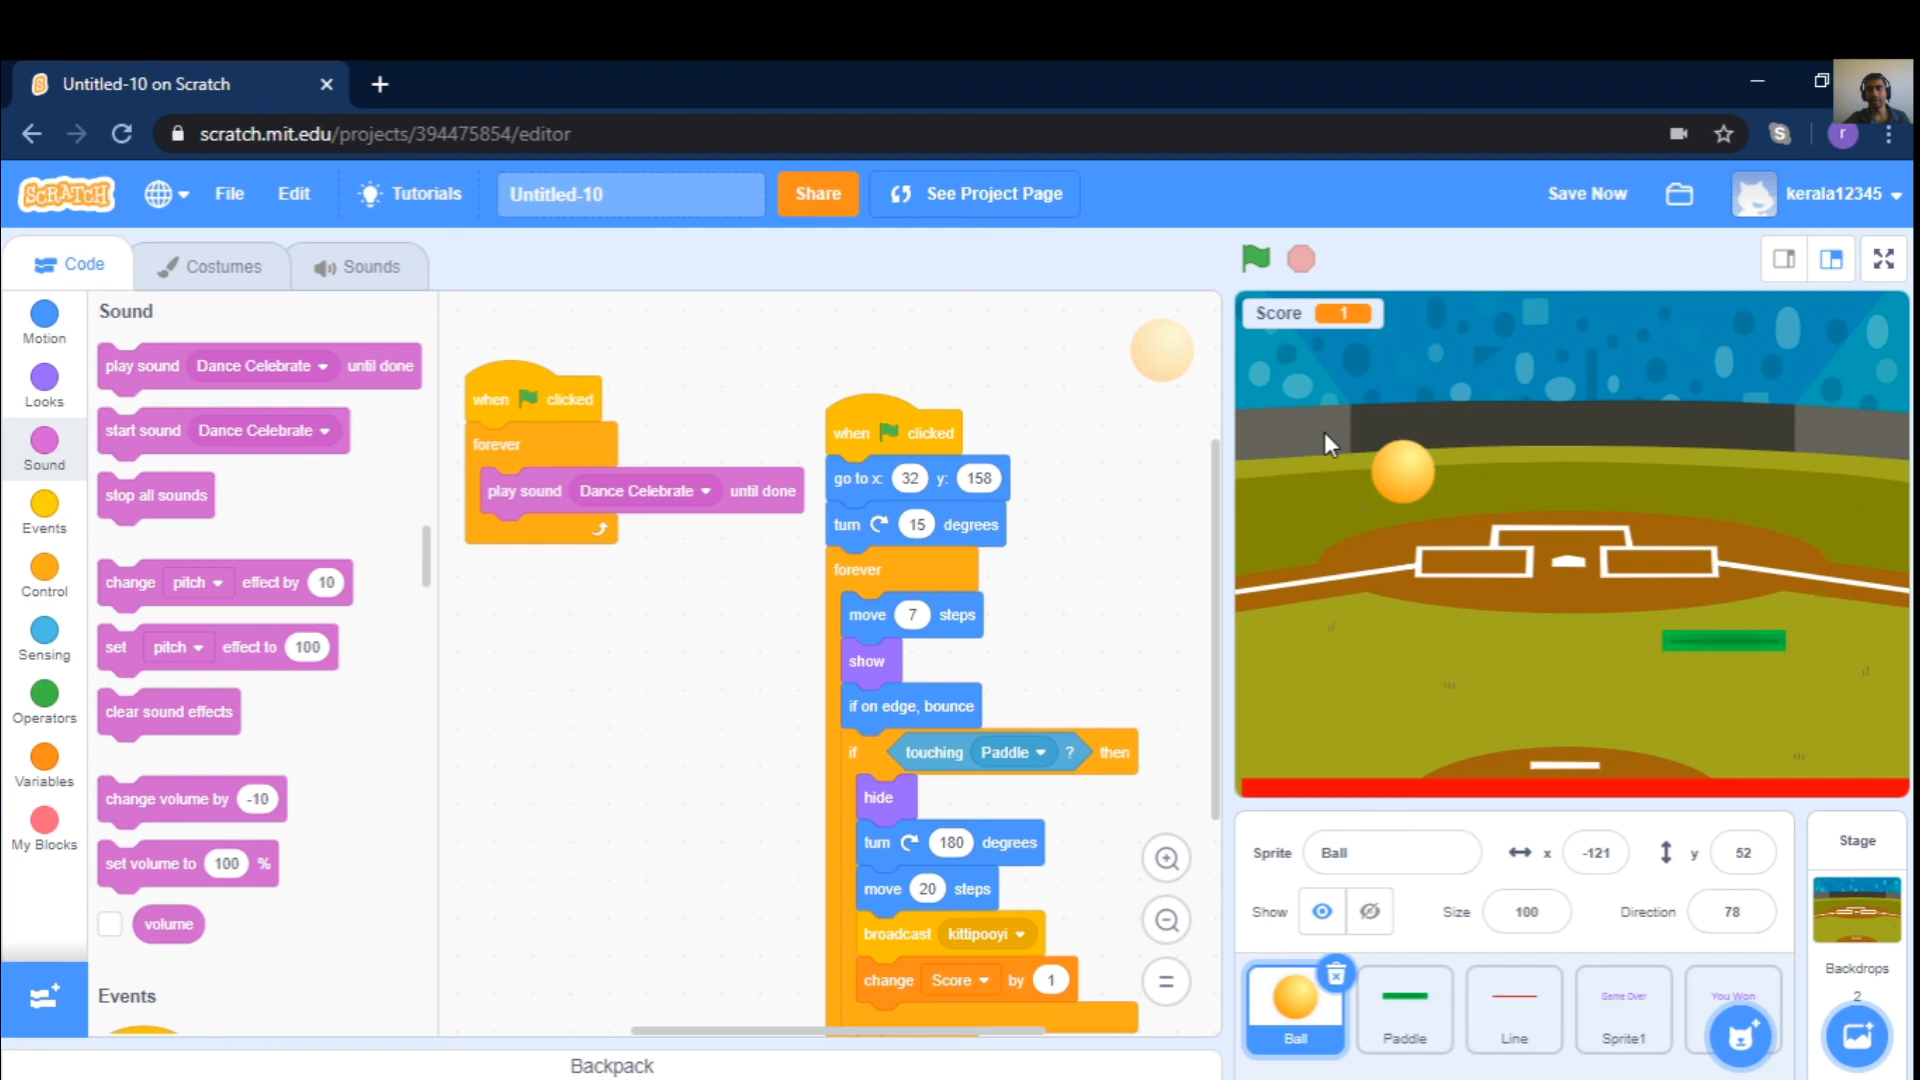 Untitled-10 on Scratch
scratch.mit.edu/projects/394475854/editor
S
r
SCRATCH
File
Edit
Tutorials
Untitled-10
Share
See Project Page
Save Now
kerala12345
Code
Costumes
Sounds
Motion
Looks
Sound
Events
Control
Sensing
Operators
Variables
My Blocks
Sound
play sound Dance Celebrate until done
start sound Dance Celebrate
stop all sounds
change pitch effect by 10
set pitch effect to 100
clear sound effects
change volume by -10
set volume to 100 %
volume
Events
when clicked
forever
play sound Dance Celebrate until done
when clicked
go to x: 32 y: 158
turn 15 degrees
forever
move 7 steps
show
if on edge, bounce
if touching Paddle ? then
hide
turn 180 degrees
move 20 steps
broadcast kittipooyi
change Score by 1
Backpack
Score 1
Sprite Ball x -121 y 52
Show Size 100 Direction 78
Ball
Paddle
Line
Game Over
Sprite1
You Won
Stage
Backdrops
2